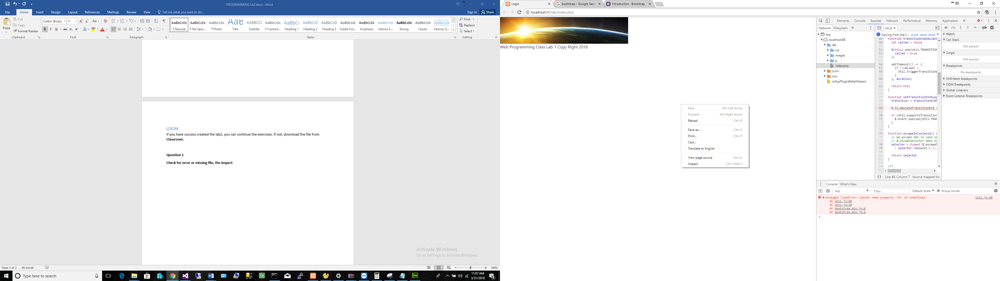 PROGRAMMING LA2.docx - Word
File Home Insert Design Layout References Mailings Review View Tell me what you want to do... Sign in Share
Paste
Cut
Copy
Format Painter
Calibri (Body) 11
AaBbCcDc AaBbCcDc AaBbCcDc AaB AABBCCI AABBCCC AaBbC( AaBbCcE AaBbCcD AaBbCcDc AaBbCcDc AaBbCcDc AaBbCcDc AaBbCcDc AaBbCcDc
¶ Normal ¶ No Spac... ¶ Photo Title Subtitle ¶ Contact... Heading 1 Heading 2 Heading 3 Subtle Em... Emphasis Intense E... Strong Quote Intense Q...
Find
Replace
Select
Clipboard Font Paragraph Styles Editing
LOGIN
If you have success created the lab2, you can continue the exercises. If not, download the file from
Classroom.
Question 1
Check for error or missing file, the inspect
Activate Windows
Go to Settings to activate Windows.
Page 2 of 2 49 words
100%
Type here to search
11:07 AM
3/31/2018
Login
bootstrap - Google Sear
Introduction · Bootstrap
localhost:88/lab/index.php
Web Programming Class Lab 1 Copy Right 2018
Back Alt+Left Arrow
Forward Alt+Right Arrow
Reload Ctrl+R
Save as... Ctrl+S
Print... Ctrl+P
Cast...
Translate to English
View page source Ctrl+U
Inspect Ctrl+Shift+I
Elements Console Sources Network Performance Memory Application » 1
Network Filesystem »
top
localhost:88
lab
css
images
js
index.php
js/src
scss
rollupPluginBabelHelpers
util.js
Serving from the f... more never show
49 function transitionEndEmulato
50 let called = false
51
52 $(this).one(Util.TRANSITION
53 called = true
54 })
55
56 setTimeout(() => {
57 if (!called) {
58 Util.triggerTransitionE
59 }
60 }, duration)
61
62 return this
63 }
64
65 function setTransitionEndSupp
66 transition = transitionEndT
67
68 $.fn.emulateTransitionEnd =
69
70 if (Util.supportsTransition
71 $.event.special[Util.TRAN
72 }
73 }
74
75 function escapeId(selector) {
76 // We escape IDs in case of
77 // $.escapeSelector does no
78 selector = typeof $.escapeS
79 : selector.replace(/(:|\.
80
81 return selector
82 }
83
84 /**
85
{} Line 68, Column 7 (source mapped fro
Watch
Call Stack
Not paused
Scope
Not paused
Breakpoints
No breakpoints
XHR/fetch Breakpoints
DOM Breakpoints
Global Listeners
Event Listener Breakpoints
Console What's New
top Filter Default levels Group similar
Uncaught TypeError: Cannot read property 'fn' of undefined util.js:68
at util.js:68
at util.js:10
at bootstrap.min.js:6
at bootstrap.min.js:6